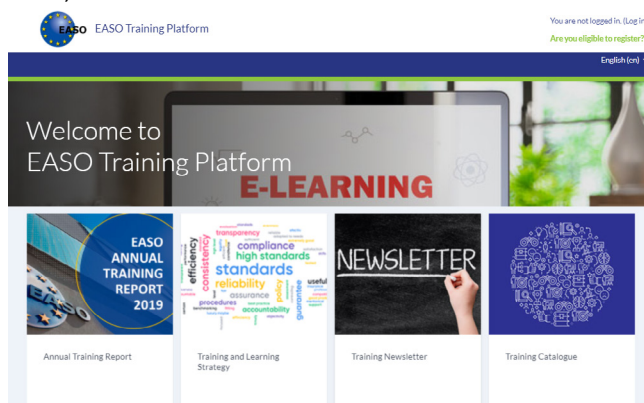 EASO
EASO Training Platform
You are not logged in. (Log in
Are you eligible to register?
English (en)
Welcome to
EASO Training Platform
E-LEARNING
EASO
ANNUAL
TRAINING
REPORT
2019
EASO
transparency
compliance
high standards
efficiency
consistency
standards
reliability
useful
assurance
policy
guarantee
procedures
accountability
NEWSLETTER
Annual Training Report
Training and Learning
Strategy
Training Newsletter
Training Catalogue